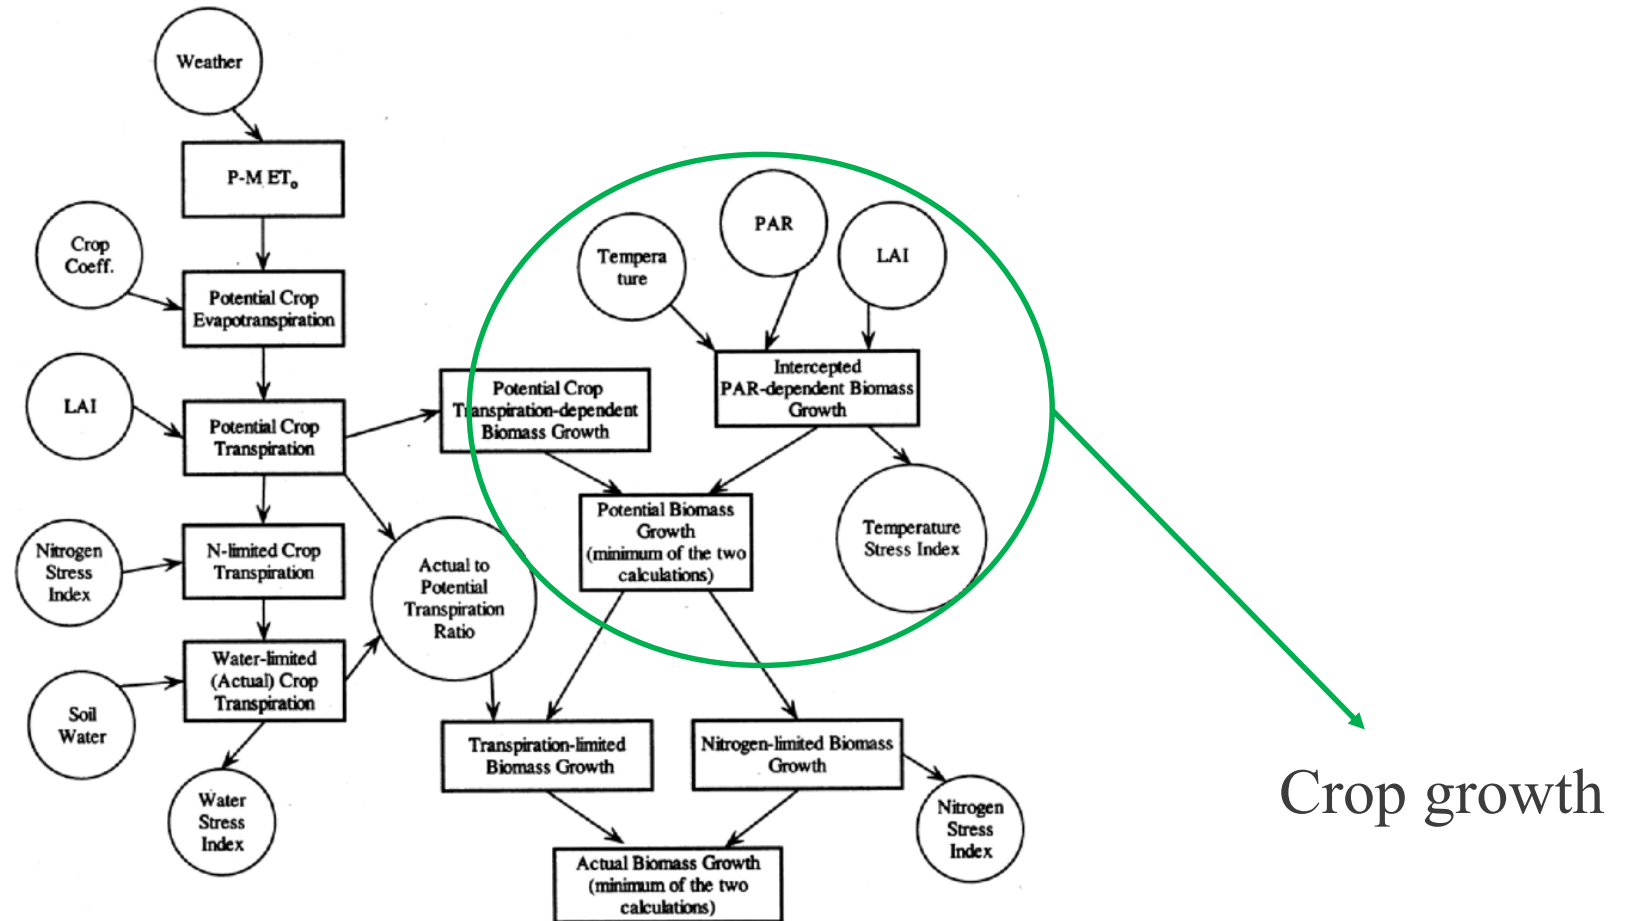 Weather
P-M ET₀
Crop
Coeff.
Potential Crop
Evapotranspiration
LAI
Potential Crop
Transpiration
Nitrogen
Stress
Index
N-limited Crop
Transpiration
Soil
Water
Water-limited
(Actual) Crop
Transpiration
Water
Stress
Index
Actual to
Potential
Transpiration
Ratio
Potential Crop
Transpiration-dependent
Biomass Growth
Tempera
ture
PAR
LAI
Intercepted
PAR-dependent Biomass
Growth
Potential Biomass
Growth
(minimum of the two
calculations)
Temperature
Stress Index
Transpiration-limited
Biomass Growth
Nitrogen-limited Biomass
Growth
Nitrogen
Stress
Index
Actual Biomass Growth
(minimum of the two
calculations)
Crop growth